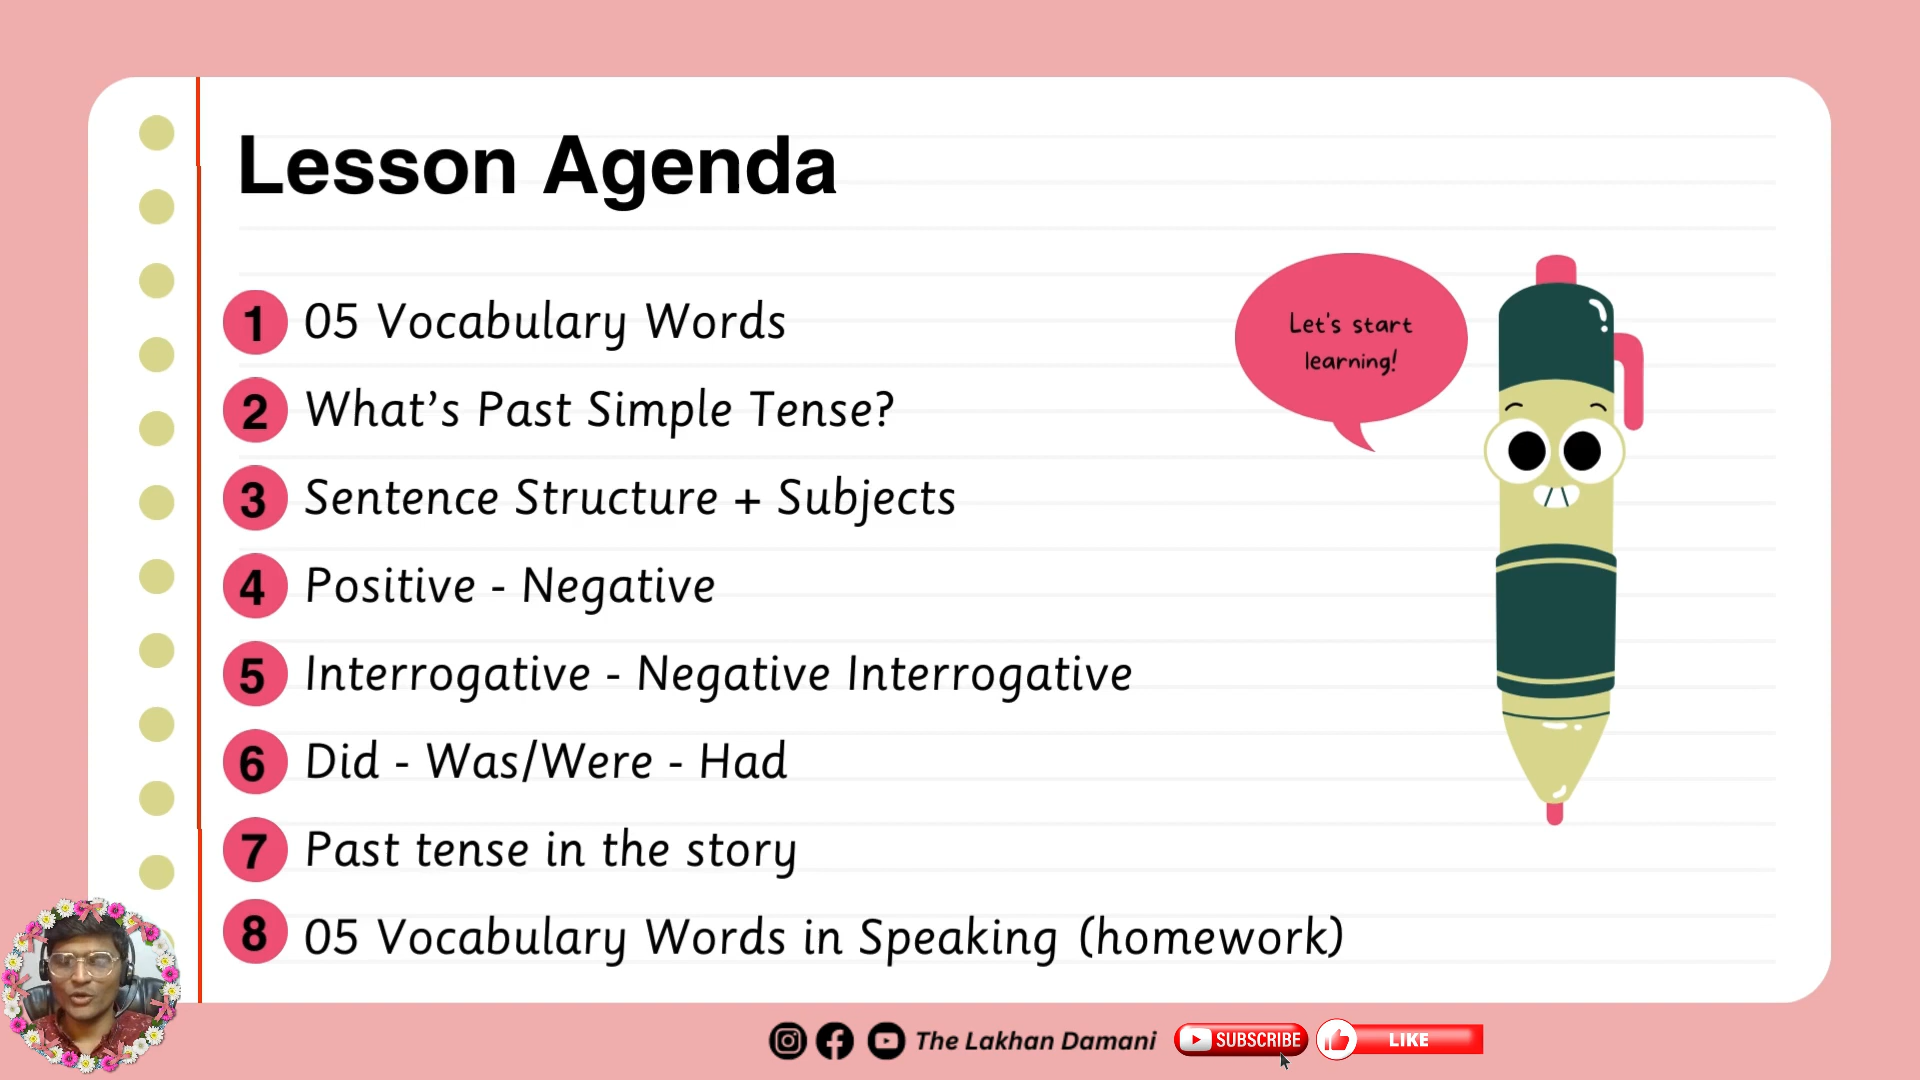 Lesson Agenda
1 05 Vocabulary Words
2 What's Past Simple Tense?
3 Sentence Structure + Subjects
4 Positive - Negative
5 Interrogative - Negative Interrogative
6 Did - Was/Were - Had
7 Past tense in the story
8 05 Vocabulary Words in Speaking (homework)
Let's start
learning!
The Lakhan Damani
SUBSCRIBE
LIKE